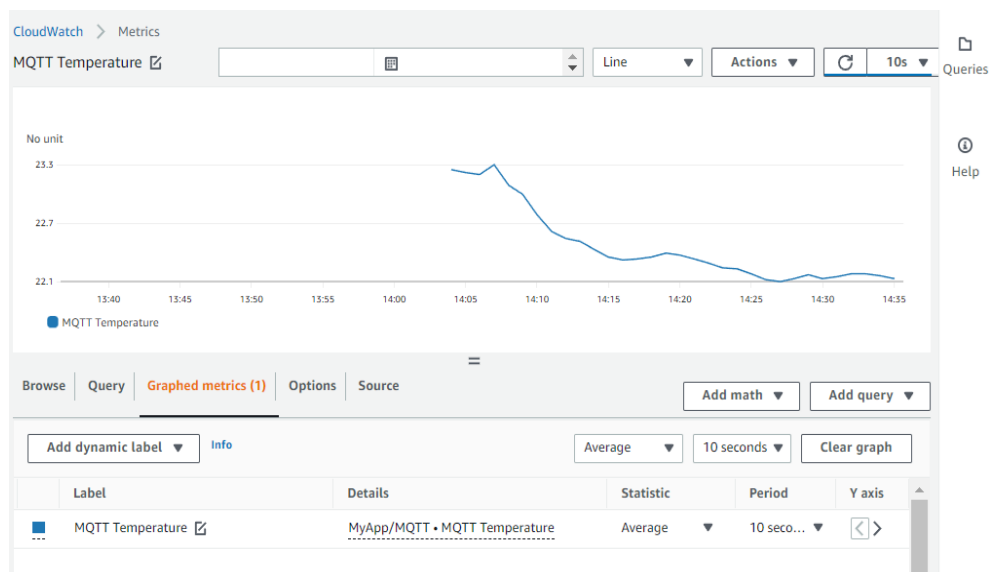 CloudWatch > Metrics
MQTT Temperature
Line
Actions
10s
Queries
Help
No unit
23.3
22.7
22.1
13:40 13:45 13:50 13:55 14:00 14:05 14:10 14:15 14:20 14:25 14:30 14:35
MQTT Temperature
Browse Query Graphed metrics (1) Options Source
Add math Add query
Add dynamic label Info
Average 10 seconds Clear graph
Label Details Statistic Period Y axis
MQTT Temperature MyApp/MQTT • MQTT Temperature Average 10 seco... < >